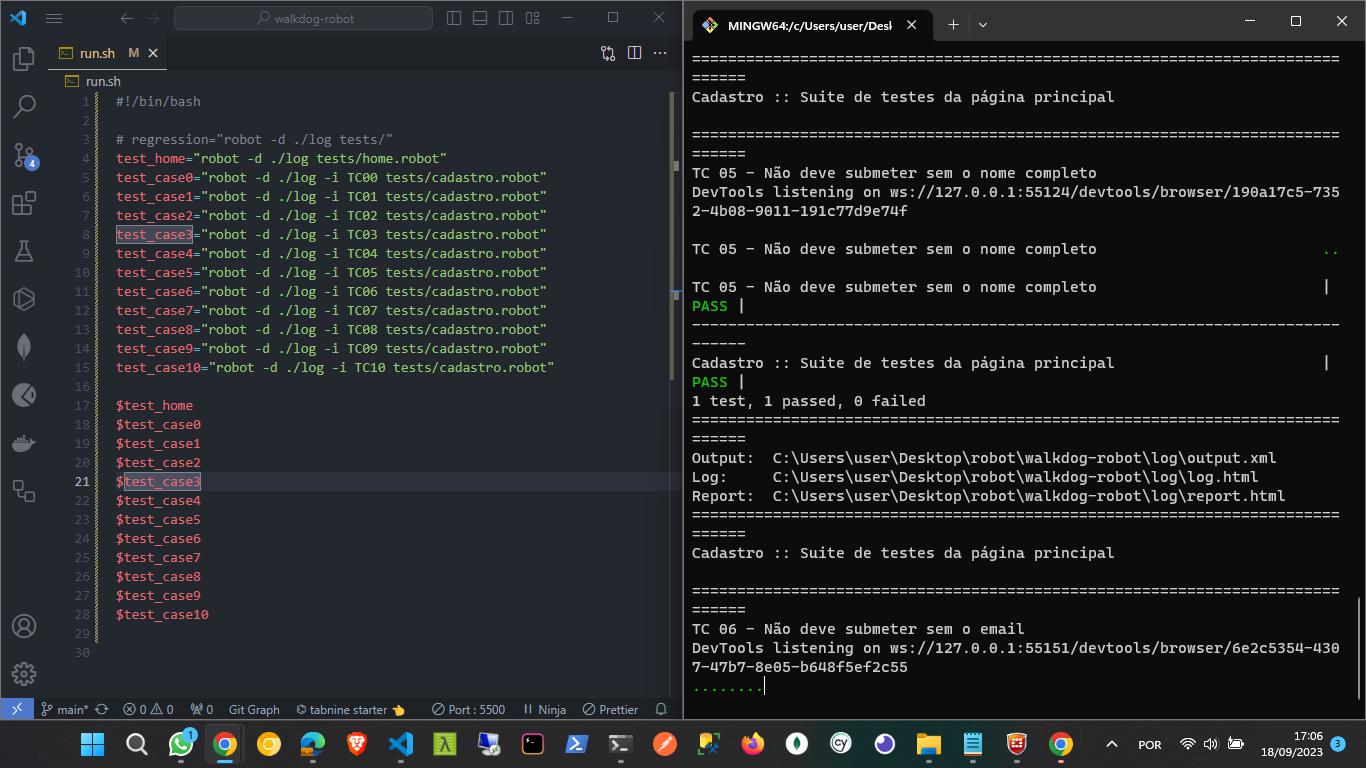 walkdog-robot
run.sh M
run.sh
1 #!/bin/bash
2
3 # regression="robot -d ./log tests/"
4 test_home="robot -d ./log tests/home.robot"
5 test_case0="robot -d ./log -i TC00 tests/cadastro.robot"
6 test_case1="robot -d ./log -i TC01 tests/cadastro.robot"
7 test_case2="robot -d ./log -i TC02 tests/cadastro.robot"
8 test_case3="robot -d ./log -i TC03 tests/cadastro.robot"
9 test_case4="robot -d ./log -i TC04 tests/cadastro.robot"
10 test_case5="robot -d ./log -i TC05 tests/cadastro.robot"
11 test_case6="robot -d ./log -i TC06 tests/cadastro.robot"
12 test_case7="robot -d ./log -i TC07 tests/cadastro.robot"
13 test_case8="robot -d ./log -i TC08 tests/cadastro.robot"
14 test_case9="robot -d ./log -i TC09 tests/cadastro.robot"
15 test_case10="robot -d ./log -i TC10 tests/cadastro.robot"
16
17 $test_home
18 $test_case0
19 $test_case1
20 $test_case2
21 $test_case3
22 $test_case4
23 $test_case5
24 $test_case6
25 $test_case7
26 $test_case8
27 $test_case9
28 $test_case10
29
30
4
main* 0 0 0 Git Graph tabnine starter Port : 5500 Ninja Prettier
MINGW64:/c/Users/user/Desk
========================================================================
======
Cadastro :: Suite de testes da página principal
========================================================================
======
TC 05 - Não deve submeter sem o nome completo
DevTools listening on ws://127.0.0.1:55124/devtools/browser/190a17c5-735
2-4b08-9011-191c77d9e74f
TC 05 - Não deve submeter sem o nome completo ..
TC 05 - Não deve submeter sem o nome completo |
PASS |
------------------------------------------------------------------------
------
Cadastro :: Suite de testes da página principal |
PASS |
1 test, 1 passed, 0 failed
========================================================================
======
Output: C:\Users\user\Desktop\robot\walkdog-robot\log\output.xml
Log: C:\Users\user\Desktop\robot\walkdog-robot\log\log.html
Report: C:\Users\user\Desktop\robot\walkdog-robot\log\report.html
========================================================================
======
Cadastro :: Suite de testes da página principal
========================================================================
======
TC 06 - Não deve submeter sem o email
DevTools listening on ws://127.0.0.1:55151/devtools/browser/6e2c5354-430
7-47b7-8e05-b648f5ef2c55
........
1
λ
cy
POR
17:06
18/09/2023
3